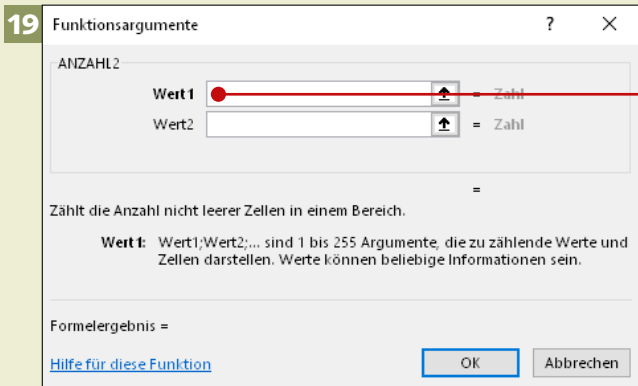 19
Funktionsargumente ? ×
ANZAHL2
Wert1 = Zahl
Wert2 = Zahl
=
Zählt die Anzahl nicht leerer Zellen in einem Bereich.
Wert1: Wert1;Wert2;... sind 1 bis 255 Argumente, die zu zählende Werte und
Zellen darstellen. Werte können beliebige Informationen sein.
Formelergebnis =
Hilfe für diese Funktion OK Abbrechen